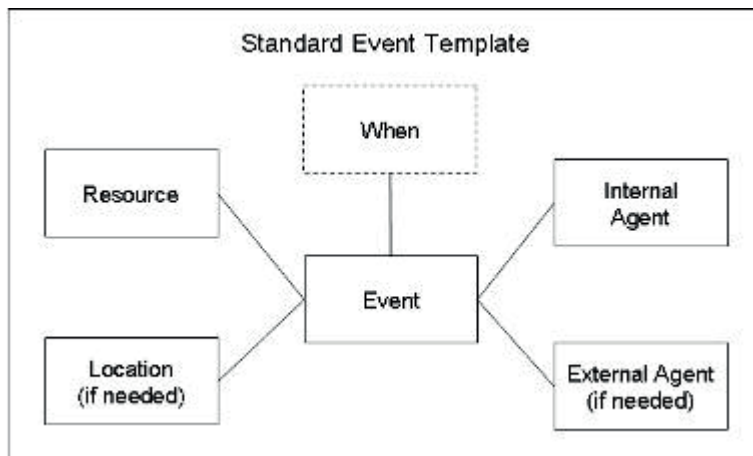 Standard Event Template
When
Resource
Internal
Agent
Event
Location
(if needed)
External Agent
(if needed)